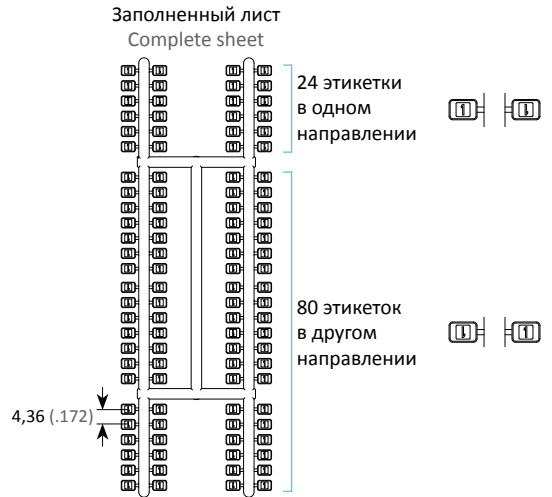 Заполненный лист
Complete sheet
24 этикетки
в одном
направлении
80 этикеток
в другом
направлении
4,36 (.172)